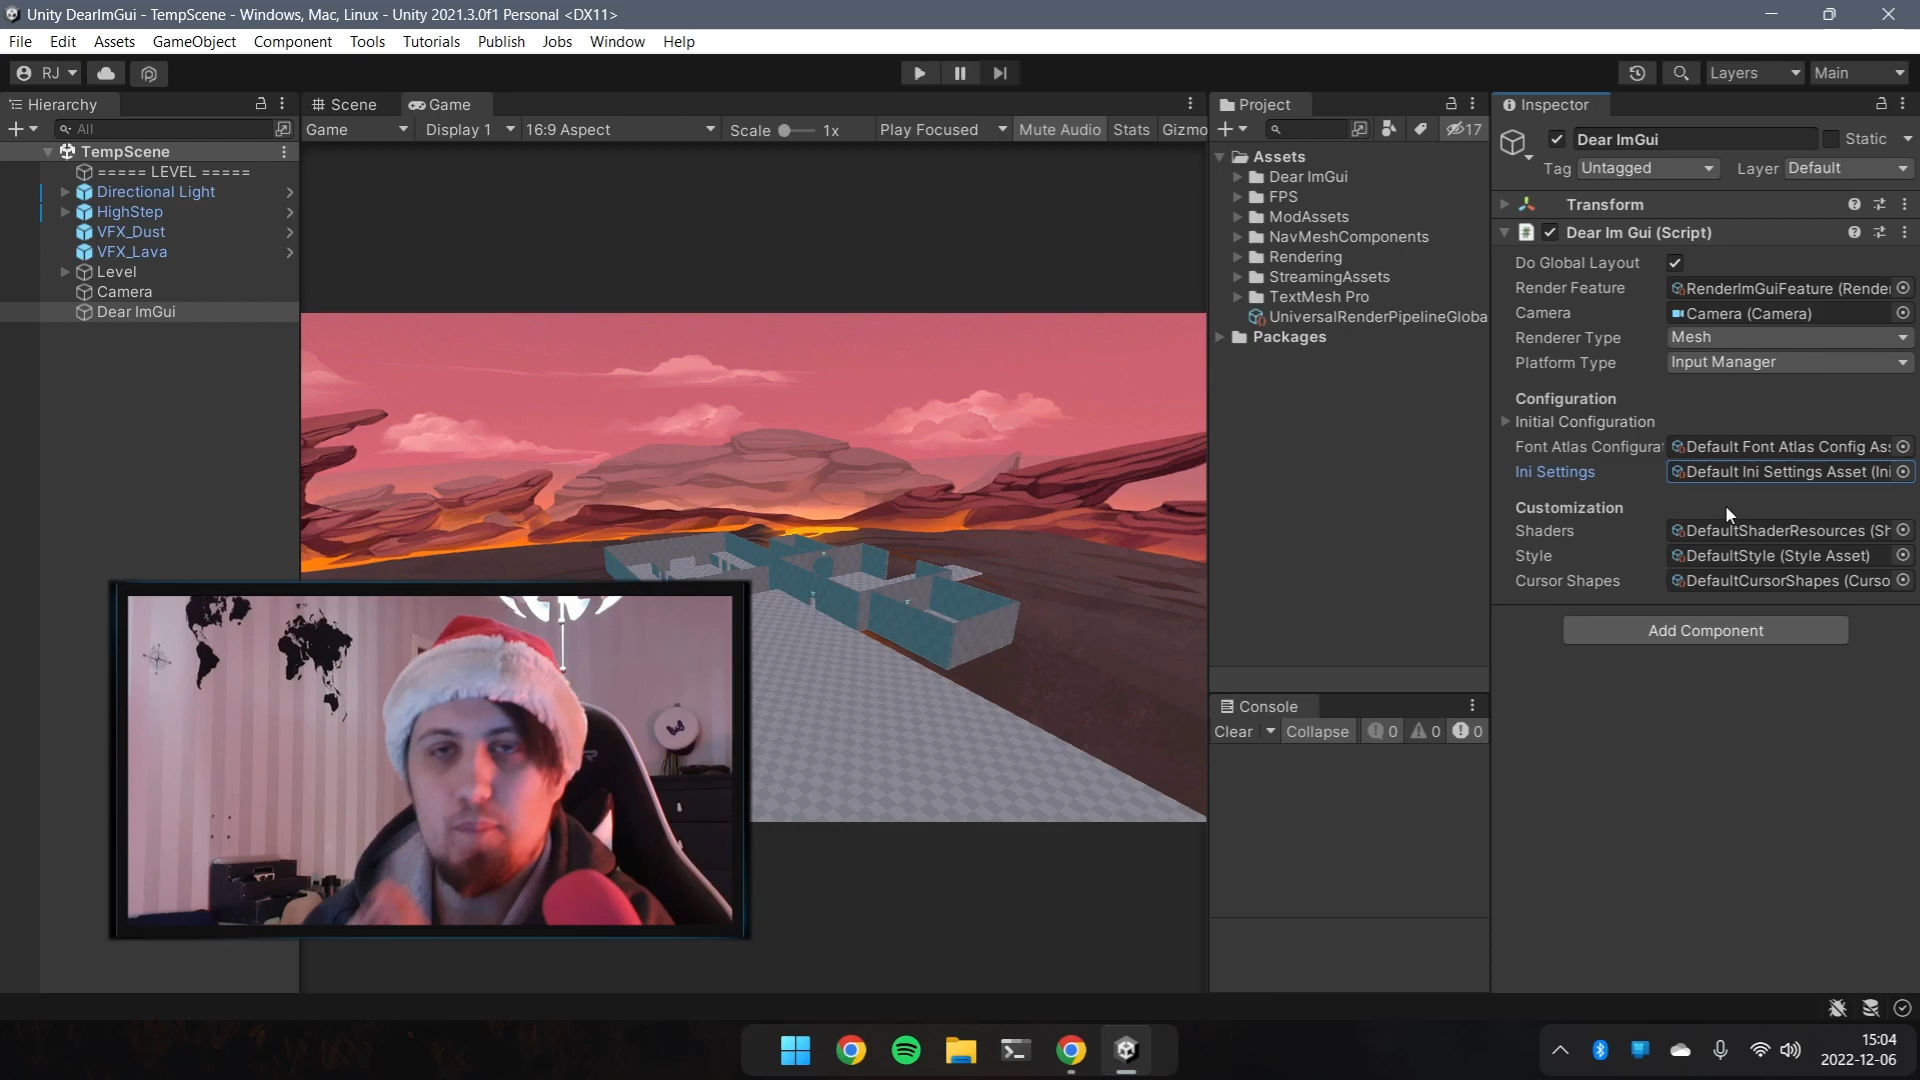 Unity DearImGui - TempScene - Windows, Mac, Linux - Unity 2021.3.0f1 Personal <DX11>
File Edit Assets GameObject Component Tools Tutorials Publish Jobs Window Help
RJ
Layers
Main
Hierarchy
All
TempScene
===== LEVEL =====
Directional Light
HighStep
VFX_Dust
VFX_Lava
Level
Camera
Dear ImGui
Scene
Game
Game
Display 1
16:9 Aspect
Scale
1x
Play Focused
Mute Audio
Stats
Gizmo
Project
17
Assets
Dear ImGui
FPS
ModAssets
NavMeshComponents
Rendering
StreamingAssets
TextMesh Pro
UniversalRenderPipelineGloba
Packages
Console
Clear
Collapse
0
0
0
Inspector
Dear ImGui
Static
Tag
Untagged
Layer
Default
Transform
Dear Im Gui (Script)
Do Global Layout
Render Feature
RenderImGuiFeature (Render
Camera
Camera (Camera)
Renderer Type
Mesh
Platform Type
Input Manager
Configuration
Initial Configuration
Font Atlas Configurat
Default Font Atlas Config Ass
Ini Settings
Default Ini Settings Asset (Ini
Customization
Shaders
DefaultShaderResources (Sh
Style
DefaultStyle (Style Asset)
Cursor Shapes
DefaultCursorShapes (Curso
Add Component
15:04
2022-12-06